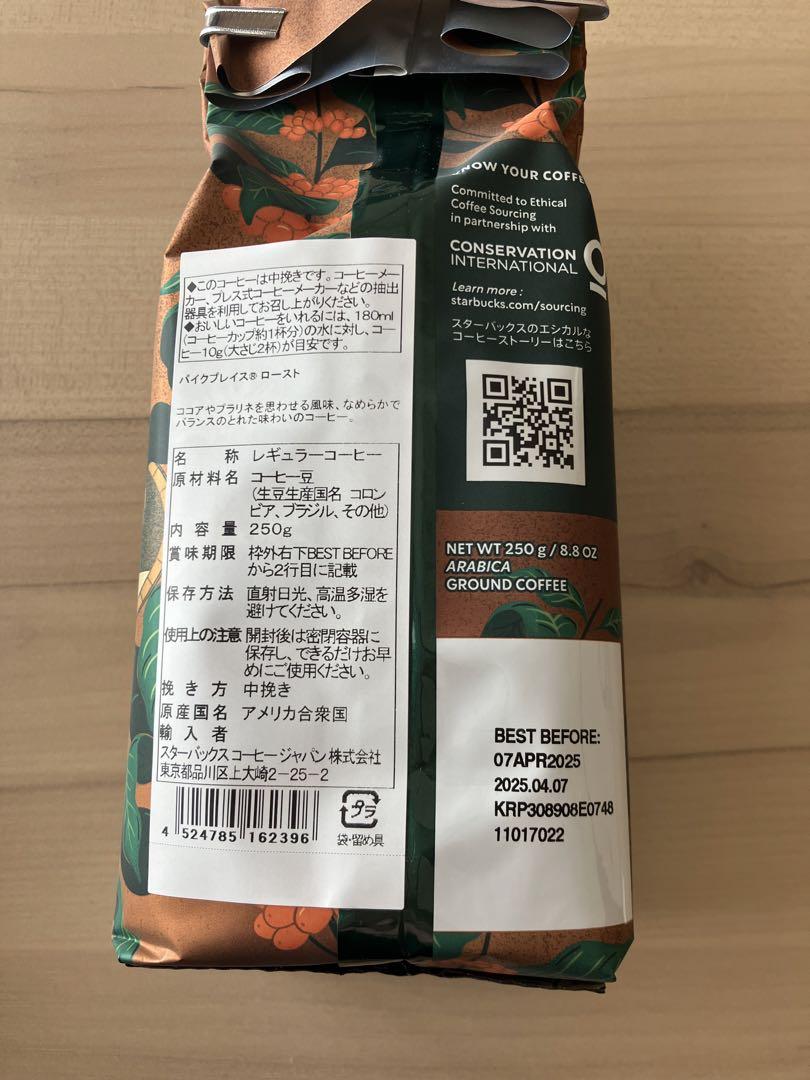 ◆このコーヒーは中挽きです。コーヒーメー
カー、プレス式コーヒーメーカーなどの抽出
器具を利用してお召し上がりください。
◆おいしいコーヒーをいれるには、180ml
(コーヒーカップ約1杯分)の水に対し、コー
ヒー10g(大さじ2杯)が目安です。
パイクプレイス® ロースト
ココアやプラリネを思わせる風味、なめらかで
バランスのとれた味わいのコーヒー。
名 称 レギュラーコーヒー
原材料名 コーヒー豆
(生豆生産国名 コロン
ビア、ブラジル、その他)
内容量 250g
賞味期限 枠外右下BEST BEFORE
から2行目に記載
保存方法 直射日光、高温多湿を
避けてください。
使用上の注意 開封後は密閉容器に
保存し、できるだけお早
めにご使用ください。
挽き方 中挽き
原産国名 アメリカ合衆国
輸入者
スターバックス コーヒー ジャパン 株式会社
東京都品川区上大崎2-25-2
4 524785 162396
プラ
袋・留め具
KNOW YOUR COFFE
Committed to Ethical
Coffee Sourcing
in partnership with
CONSERVATION
INTERNATIONAL
Learn more :
starbucks.com/sourcing
スターバックスのエシカルな
コーヒーストーリーはこちら
NET WT 250 g / 8.8 OZ
ARABICA
GROUND COFFEE
BEST BEFORE:
07APR2025
2025.04.07
KRP308908E0748
11017022